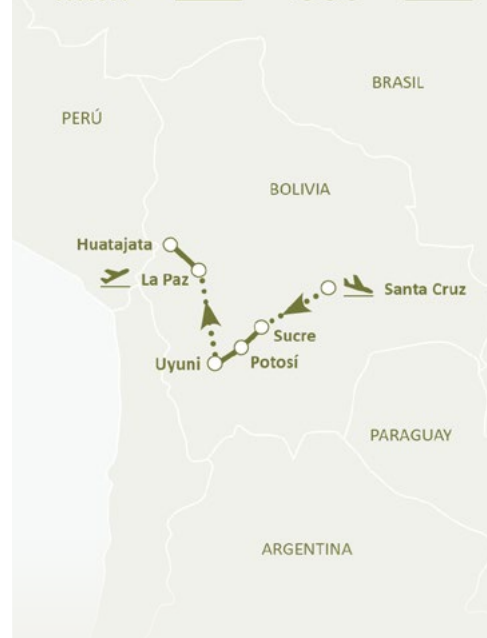 BRASIL
PERÚ
BOLIVIA
Huatajata
La Paz
Santa Cruz
Sucre
Uyuni
Potosí
PARAGUAY
ARGENTINA